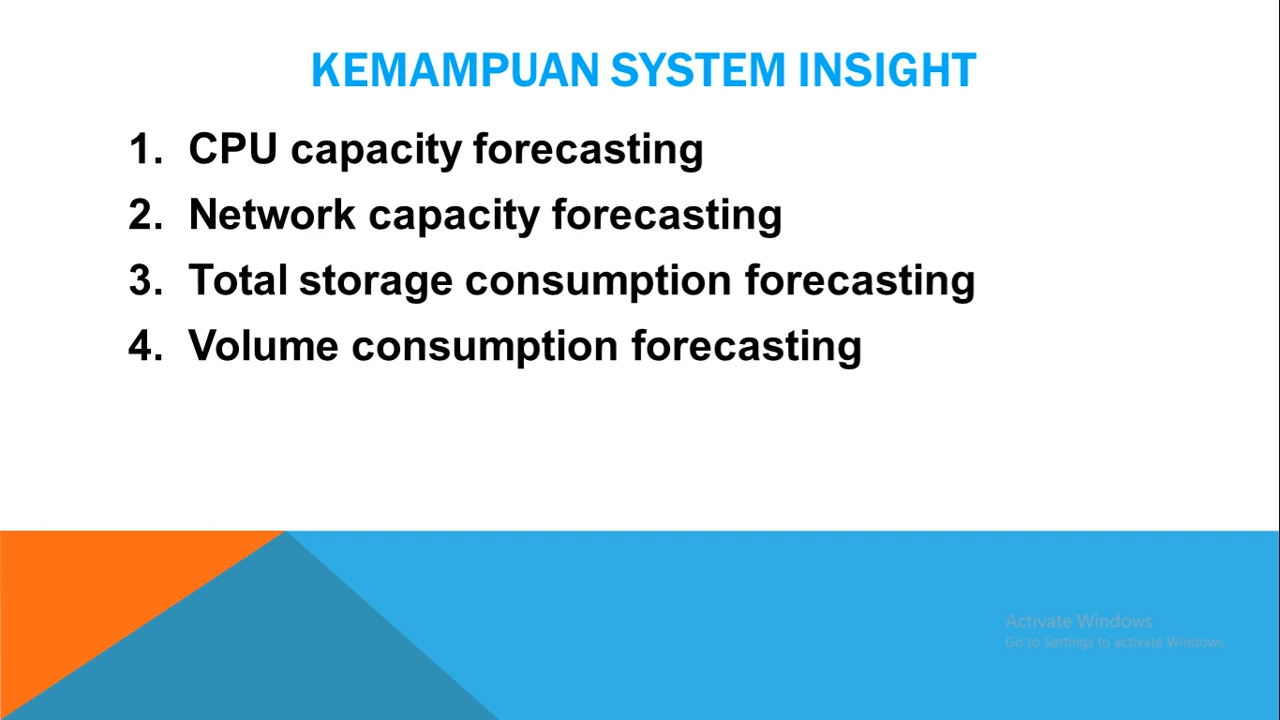 KEMAMPUAN SYSTEM INSIGHT
1. CPU capacity forecasting
2. Network capacity forecasting
3. Total storage consumption forecasting
4. Volume consumption forecasting
Activate Windows
Go to Settings to activate Windows.